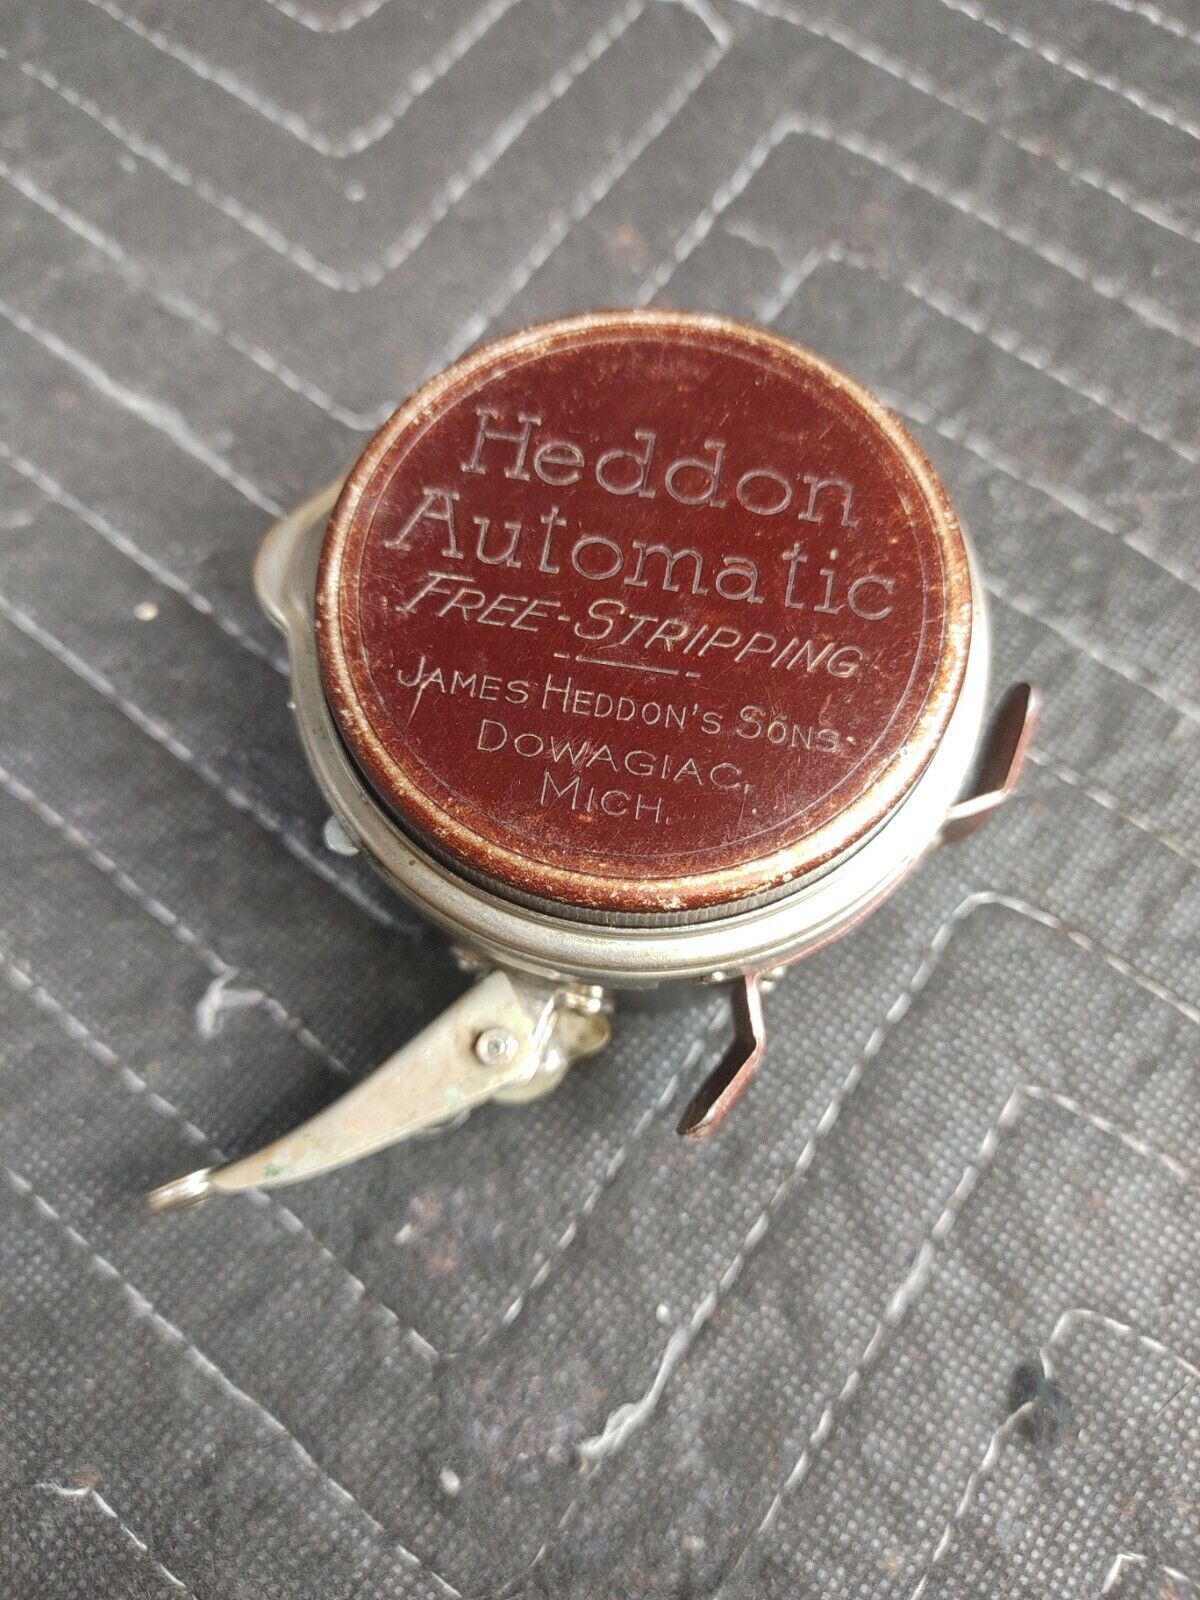 Heddon
Automatic
FREE-STRIPPING
JAMES HEDDON'S SONS
DOWAGIAC,
MICH.